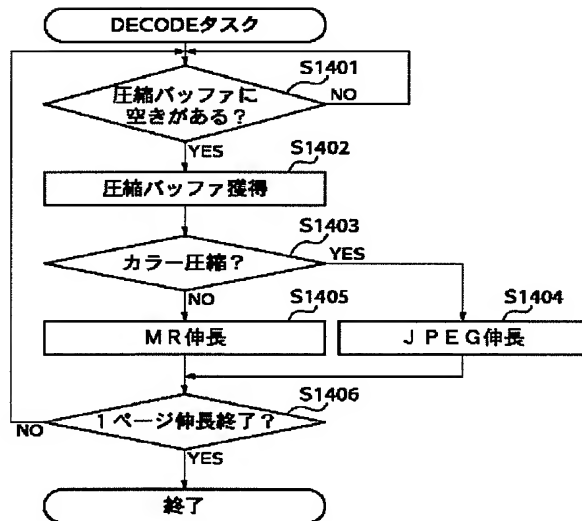 DECODEタスク
S1401
圧縮バッファに
空きがある？
NO
YES
S1402
圧縮バッファ獲得
S1403
カラー圧縮？
YES
NO
S1405
S1404
ＭＲ伸長
ＪＰＥＧ伸長
S1406
１ページ伸長終了？
NO
YES
終了